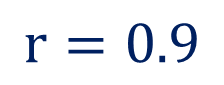 r = 0.9